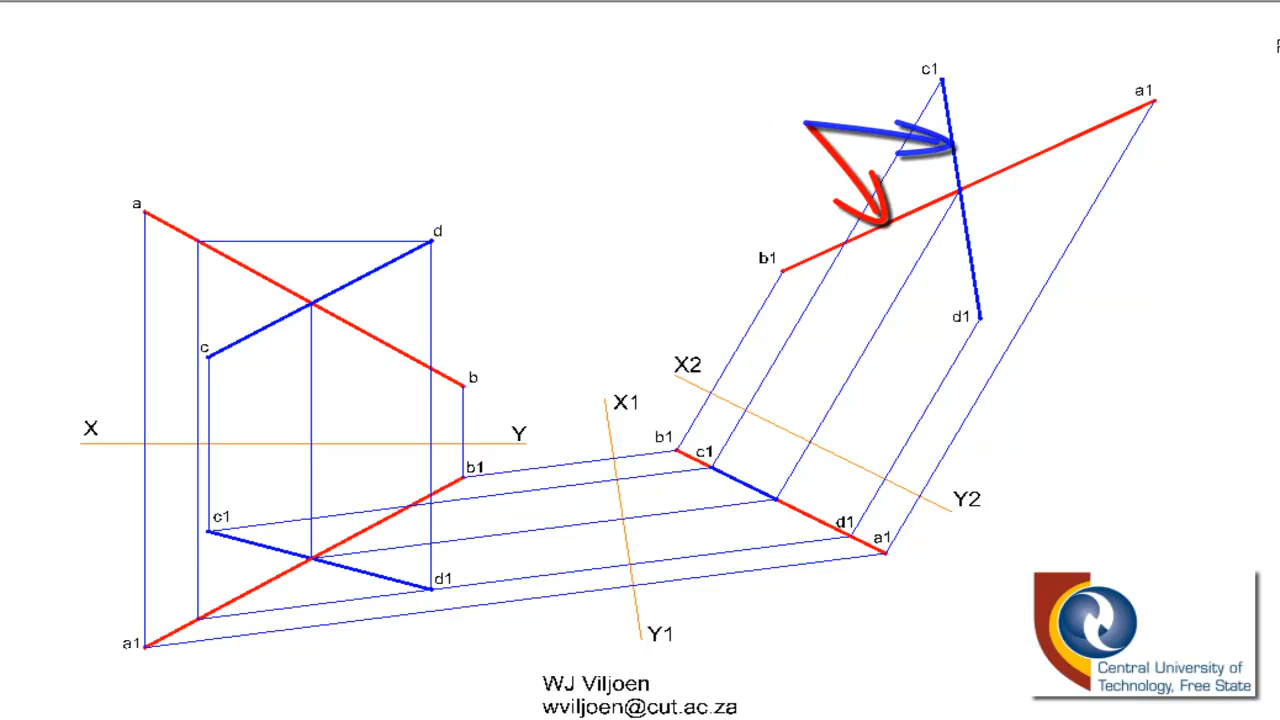 c1
a1
a
d
b1
d1
c
X2
b
X1
X
Y
b1
c1
b1
Y2
c1
d1
a1
d1
Y1
a1
Central University of
Technology, Free State
WJ Viljoen
wviljoen@cut.ac.za